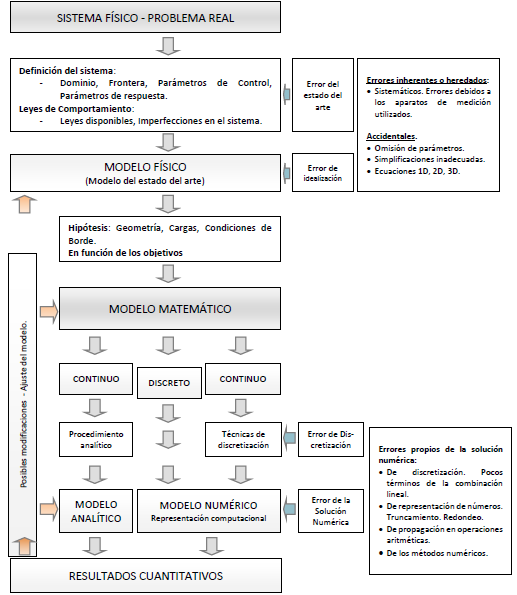 SISTEMA FÍSICO - PROBLEMA REAL
Definición del sistema:
- Dominio, Frontera, Parámetros de Control,
Parámetros de respuesta.
Leyes de Comportamiento:
- Leyes disponibles, Imperfecciones en el sistema.
Error del
estado del
arte
Errores inherentes o heredados:
• Sistemáticos. Errores debidos
a los aparatos de medición
utilizados.
Accidentales.
• Omisión de parámetros.
• Simplificaciones inadecuadas.
• Ecuaciones 1D, 2D, 3D.
MODELO FÍSICO
(Modelo del estado del arte)
Error de
idealización
Hipótesis: Geometría, Cargas, Condiciones de
Borde.
En función de los objetivos
Posibles modificaciones - Ajuste del modelo.
MODELO MATEMÁTICO
CONTINUO
DISCRETO
CONTINUO
Procedimiento
analítico
Técnicas de
discretización
Error de Dis-
cretización
Errores propios de la solución
numérica:
• De discretización. Pocos
términos de la combinación
lineal.
• De representación de números.
Truncamiento. Redondeo.
• De propagación en operaciones
aritméticas.
• De los métodos numéricos.
MODELO
ANALÍTICO
MODELO NUMÉRICO
Representación computacional
Error de la
Solución
Numérica
RESULTADOS CUANTITATIVOS